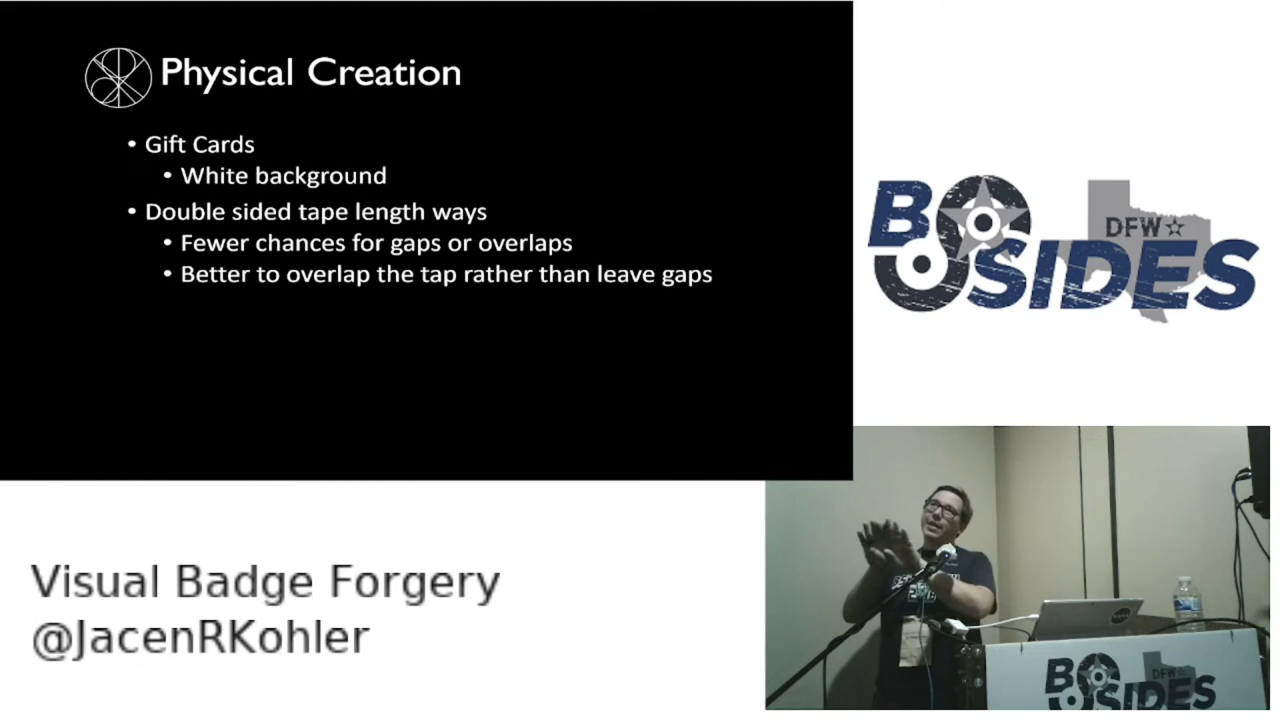 Physical Creation
• Gift Cards
• White background
• Double sided tape length ways
• Fewer chances for gaps or overlaps
• Better to overlap the tap rather than leave gaps
BSIDES
DFW
Visual Badge Forgery
@JacenRKohler
BSIDES
DFW